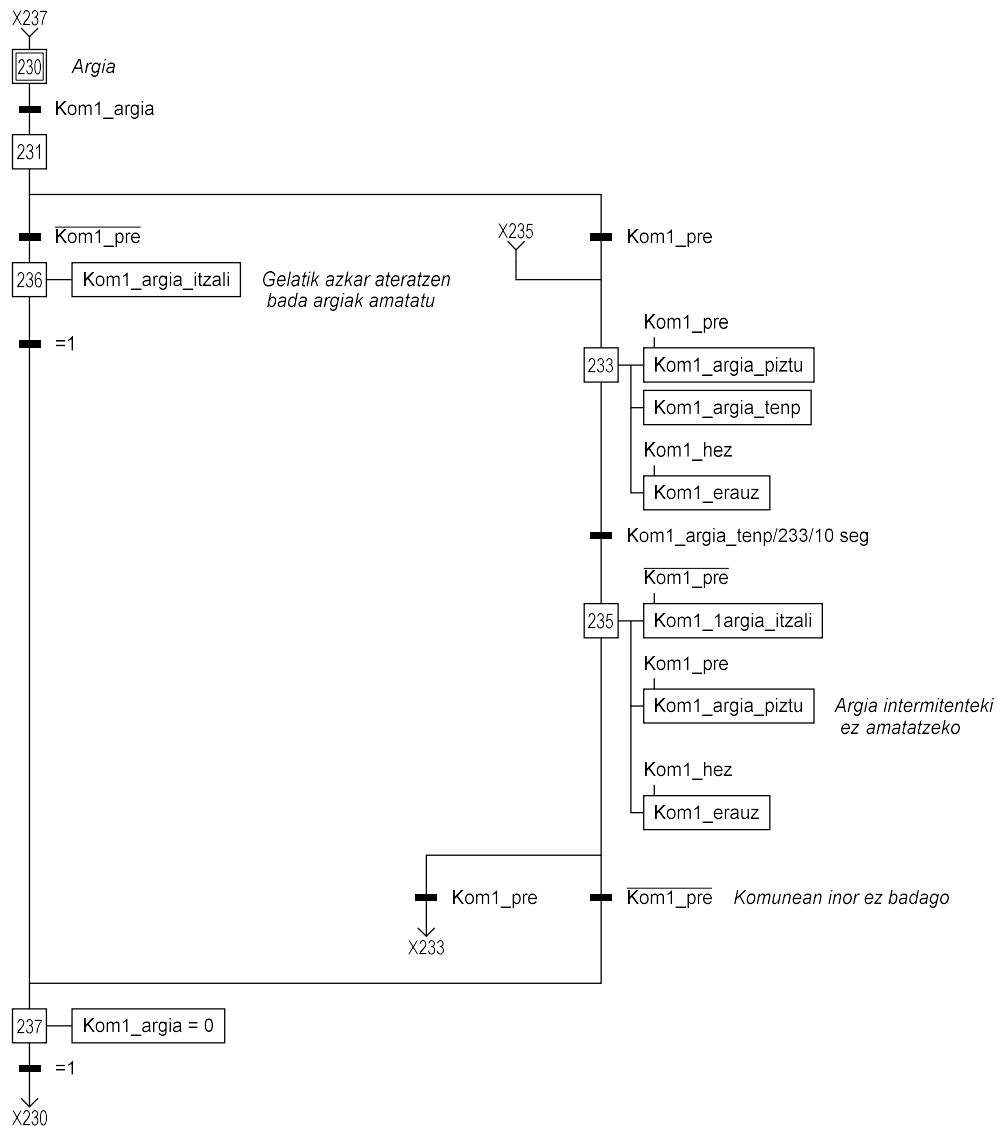 X237
230 Argia
Kom1_argia
231
Kom1_pre
X235
Kom1_pre
236 Kom1_argia_itzali Gelatik azkar ateratzen
bada argiak amatatu
Kom1_pre
=1
233 Kom1_argia_piztu
Kom1_argia_tenp
Kom1_hez
Kom1_erauz
Kom1_argia_tenp/233/10 seg
Kom1_pre
235 Kom1_1argia_itzali
Kom1_pre
Kom1_argia_piztu Argia intermitenteki
ez amatatzeko
Kom1_hez
Kom1_erauz
Kom1_pre
Kom1_pre Komunean inor ez badago
X233
237 Kom1_argia = 0
=1
X230